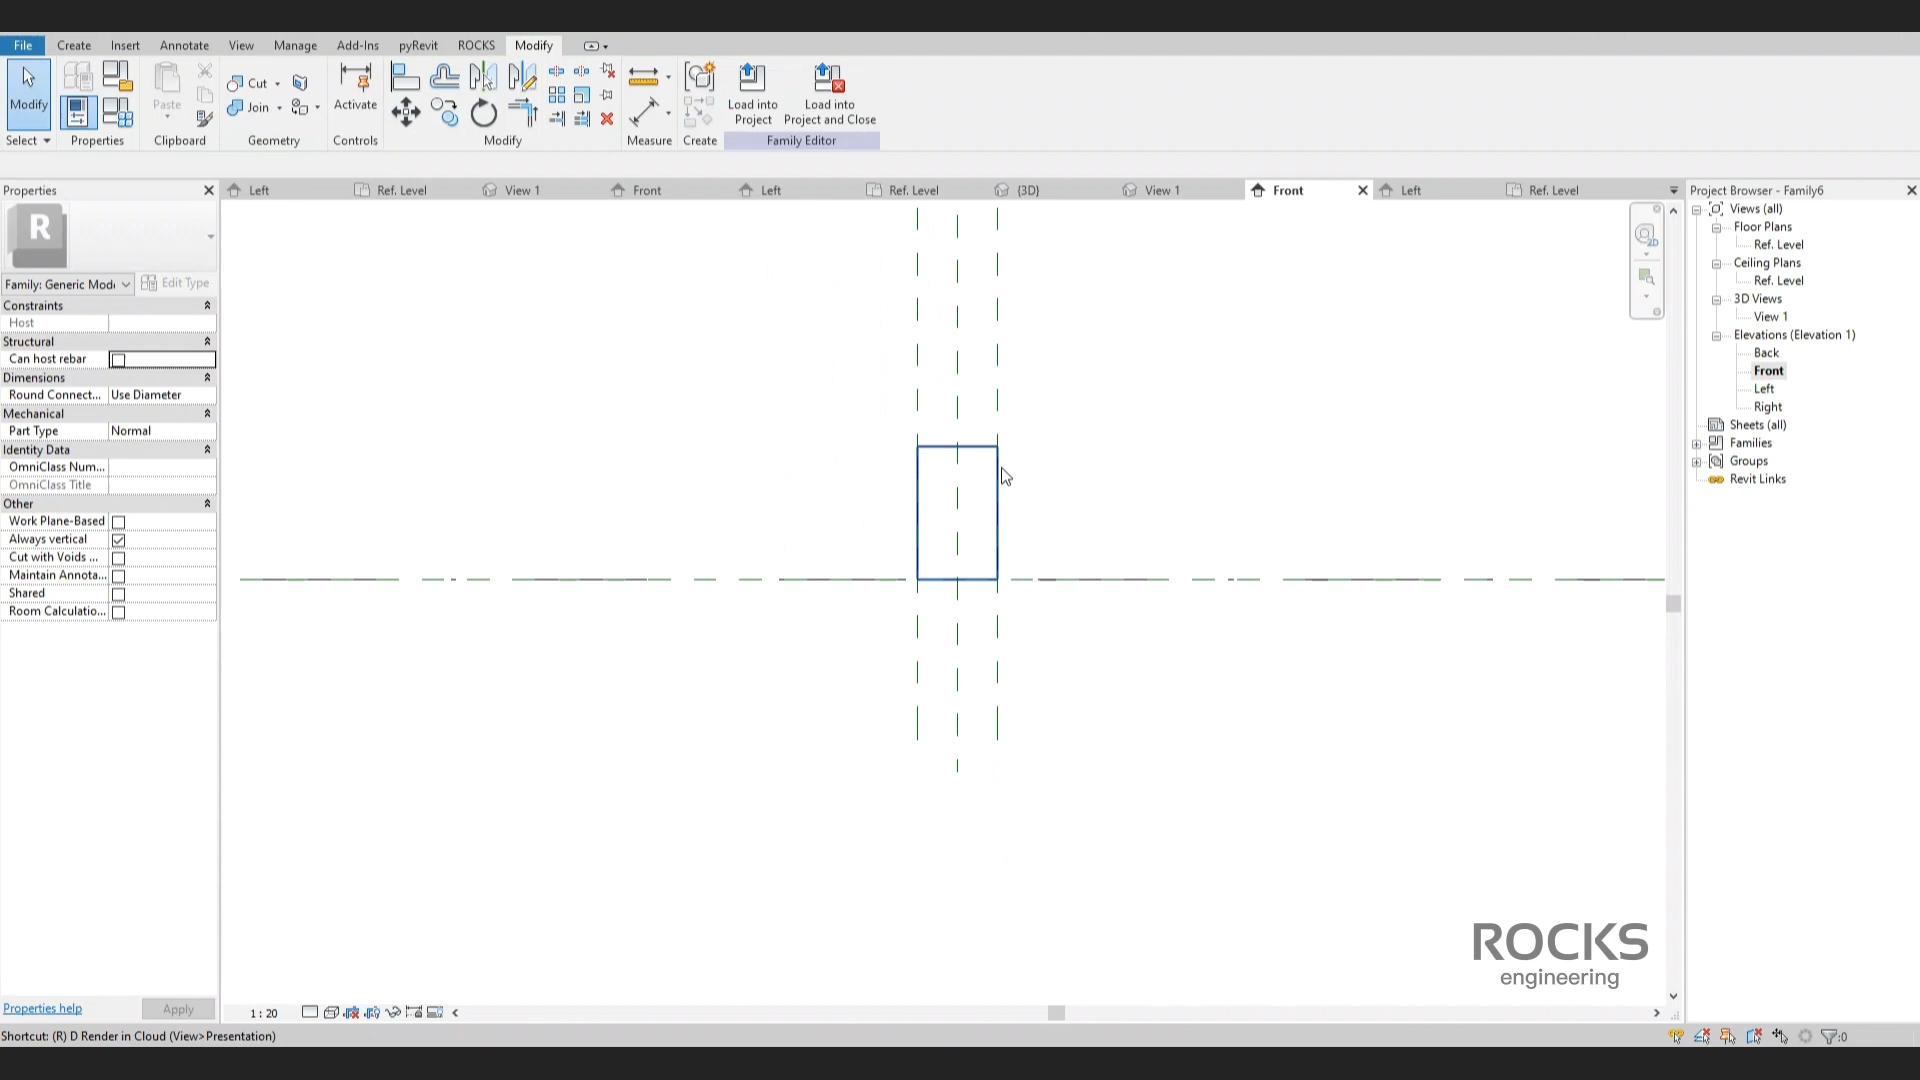 File Create Insert Annotate View Manage Add-Ins pyRevit ROCKS Modify
Modify
Select
Properties
Paste
Clipboard
Cut
Join
Geometry
Activate
Controls
Modify
Measure
Create
Load into
Project
Load into
Project and Close
Family Editor
Properties
Left Ref. Level View 1 Front Left Ref. Level {3D} View 1 Front Left Ref. Level
R
Family: Generic Mod
Edit Type
Constraints
Host
Structural
Can host rebar
Dimensions
Round Connect... Use Diameter
Mechanical
Part Type Normal
Identity Data
OmniClass Num...
OmniClass Title
Other
Work Plane-Based
Always vertical
Cut with Voids ...
Maintain Annota...
Shared
Room Calculatio...
Properties help
Apply
2D
Project Browser - Family6
Views (all)
Floor Plans
Ref. Level
Ceiling Plans
Ref. Level
3D Views
View 1
Elevations (Elevation 1)
Back
Front
Left
Right
Sheets (all)
Families
Groups
Revit Links
ROCKS
engineering
1 : 20
Shortcut: (R) D Render in Cloud (View>Presentation)
:0